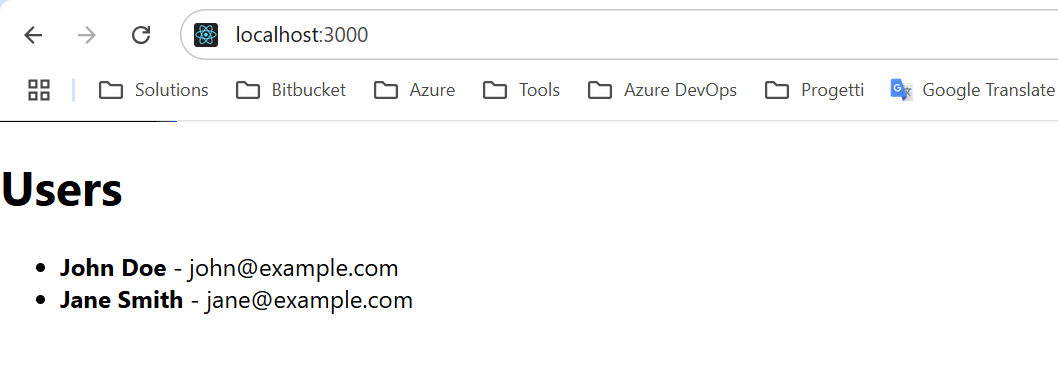 localhost:3000
Solutions Bitbucket Azure Tools Azure DevOps Progetti Google Translate
Users
John Doe - john@example.com
Jane Smith - jane@example.com